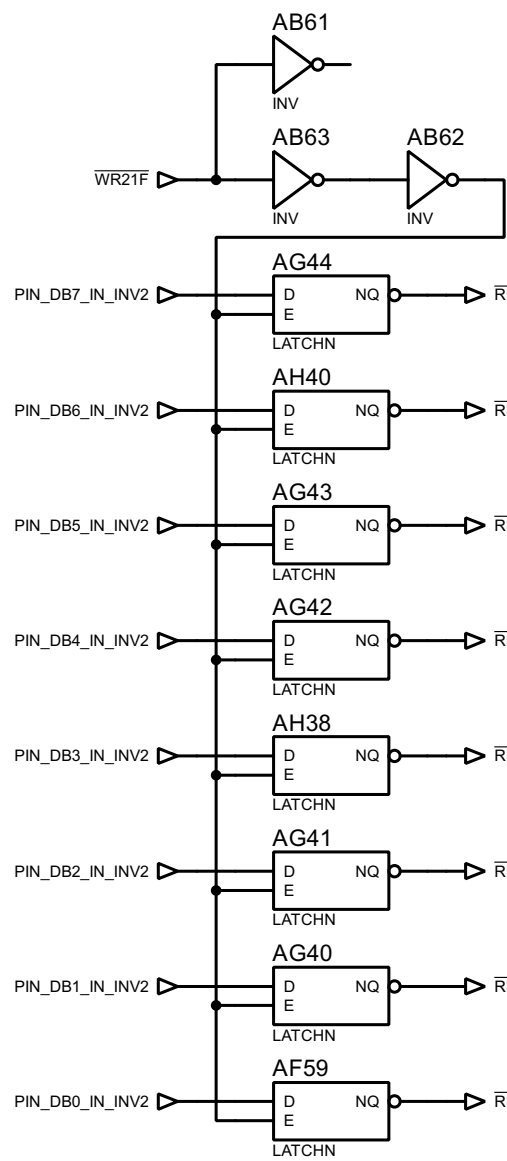 AB61
INV
AB63
AB62
WR21F
INV
INV
AG44
PIN_DB7_IN_INV2
D
NQ
R
E
LATCHN
AH40
PIN_DB6_IN_INV2
D
NQ
R
E
LATCHN
AG43
PIN_DB5_IN_INV2
D
NQ
R
E
LATCHN
AG42
PIN_DB4_IN_INV2
D
NQ
R
E
LATCHN
AH38
PIN_DB3_IN_INV2
D
NQ
R
E
LATCHN
AG41
PIN_DB2_IN_INV2
D
NQ
R
E
LATCHN
AG40
PIN_DB1_IN_INV2
D
NQ
R
E
LATCHN
AF59
PIN_DB0_IN_INV2
D
NQ
R
E
LATCHN